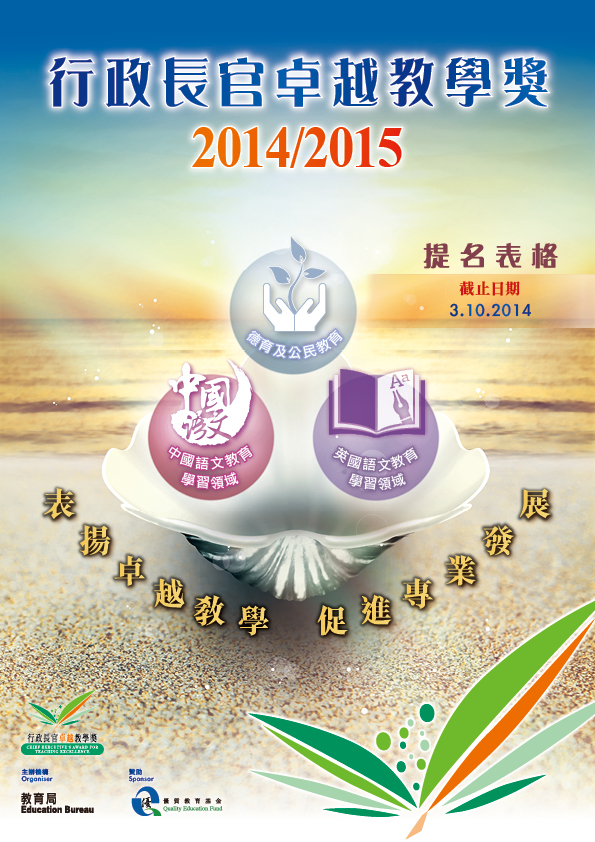 行政長官卓越教學獎
2014/2015
提名表格
截止日期
3.10.2014
德育及公民教育
中國語文
中國語文教育
學習領域
Aa
英國語文教育
學習領域
表揚卓越教學 促進專業發展
行政長官卓越教學獎
CHIEF EXECUTIVE'S AWARD FOR
TEACHING EXCELLENCE
主辦機構
Organiser
教育局
Education Bureau
贊助
Sponsor
優
優質教育基金
Quality Education Fund